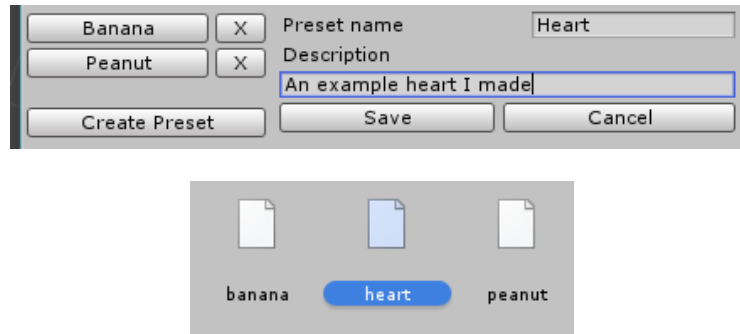 Banana X Preset name Heart
Peanut X Description
An example heart I made
Create Preset Save Cancel
banana heart peanut